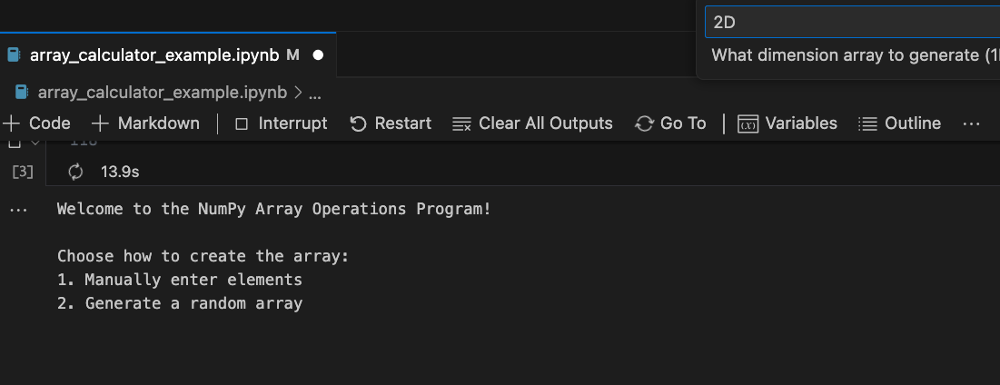 2D
What dimension array to generate (1
array_calculator_example.ipynb M
array_calculator_example.ipynb > ...
+ Code + Markdown | Interrupt Restart Clear All Outputs Go To | Variables Outline ...
[3] 13.9s
... Welcome to the NumPy Array Operations Program!
Choose how to create the array:
1. Manually enter elements
2. Generate a random array